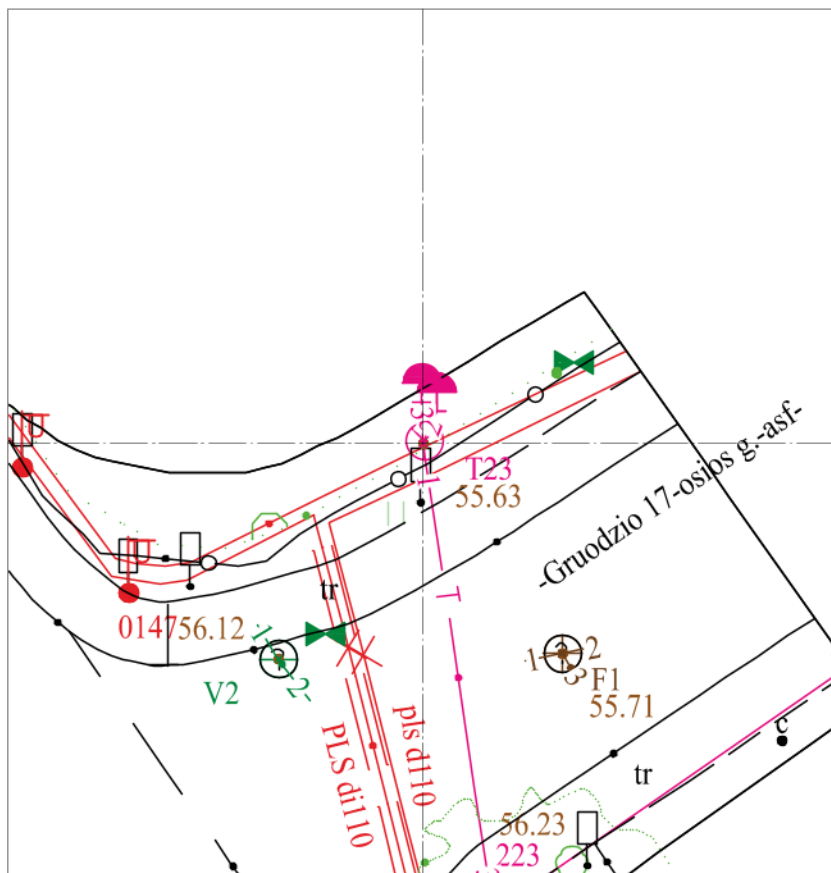 T23
55.63
-Gruodzio 17-osios g.-asf-
T
tr
014756.12
1
2
V2
1
2
3
F1
55.71
PLS di110
pls d110
c
tr
56.23
223